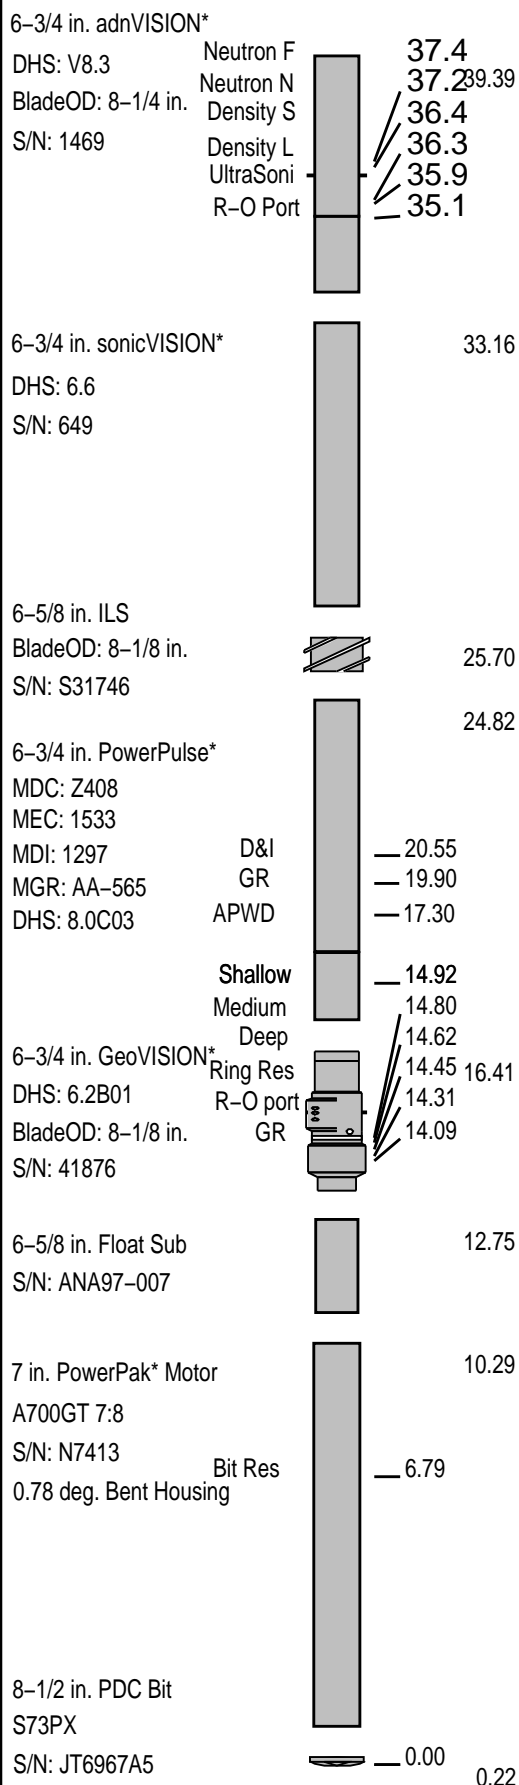 6–3/4 in. adnVISION*
DHS: V8.3
BladeOD: 8–1/4 in.
S/N: 1469
Neutron F 37.4
Neutron N 37.2 39.39
Density S 36.4
Density L 36.3
UltraSoni 35.9
R–O Port 35.1
6–3/4 in. sonicVISION* 33.16
DHS: 6.6
S/N: 649
6–5/8 in. ILS
BladeOD: 8–1/8 in. 25.70
S/N: S31746
24.82
6–3/4 in. PowerPulse*
MDC: Z408
MEC: 1533
MDI: 1297
MGR: AA–565
DHS: 8.0C03
D&I 20.55
GR 19.90
APWD 17.30
Shallow 14.92
Medium 14.80
Deep 14.62
6–3/4 in. GeoVISION*
Ring Res 14.45 16.41
DHS: 6.2B01
R–O port 14.31
BladeOD: 8–1/8 in.
GR 14.09
S/N: 41876
6–5/8 in. Float Sub 12.75
S/N: ANA97–007
7 in. PowerPak* Motor 10.29
A700GT 7:8
S/N: N7413
Bit Res 6.79
0.78 deg. Bent Housing
8–1/2 in. PDC Bit
S73PX
S/N: JT6967A5 0.00
0.22